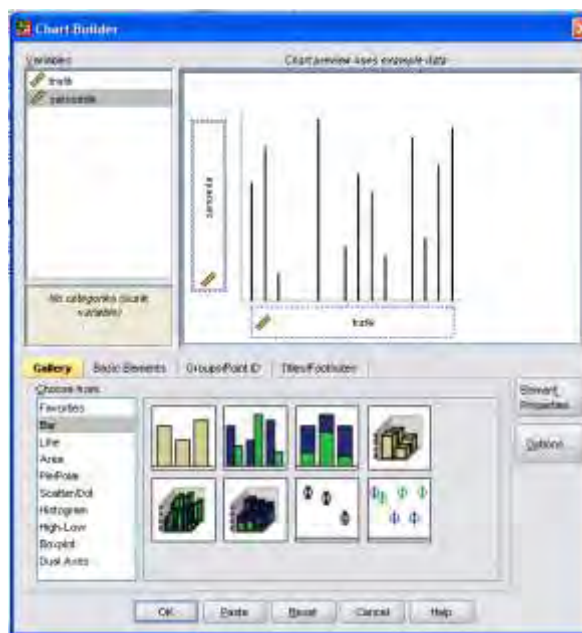 Chart Builder
Variables:
Chart preview uses example data
trafik
No categories (scale
variable)
trafik
Gallery
Basic Elements
Groups/Point ID
Titles/Footnotes
Choose from:
Favorites
Bar
Line
Area
Pie/Polar
Scatter/Dot
Histogram
High-Low
Boxplot
Dual Axes
Element
Properties
Options
OK
Paste
Reset
Cancel
Help